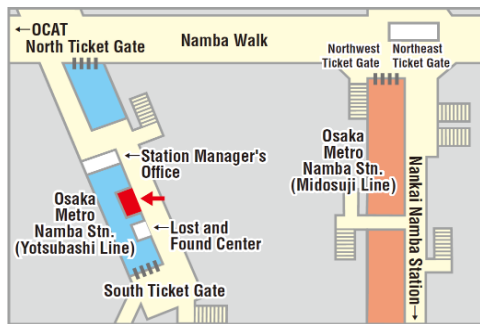 ←OCAT
North Ticket Gate
Namba Walk
Northwest
Ticket Gate
Northeast
Ticket Gate
←Station Manager's
Office
Osaka
Metro
Namba Stn.
(Midosuji Line)
Osaka
Metro
Namba Stn.
(Yotsubashi Line)
←Lost and
Found Center
South Ticket Gate
Nankai Namba Station→